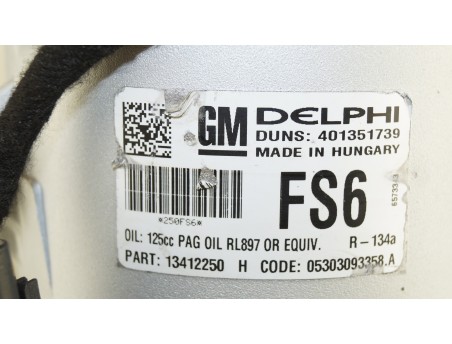 GM DELPHI
DUNS: 401351739
MADE IN HUNGARY
FS6
*250FS6*
OIL: 125cc PAG OIL RL897 OR EQUIV. R-134a
PART: 13412250 H CODE: 05303093358.A